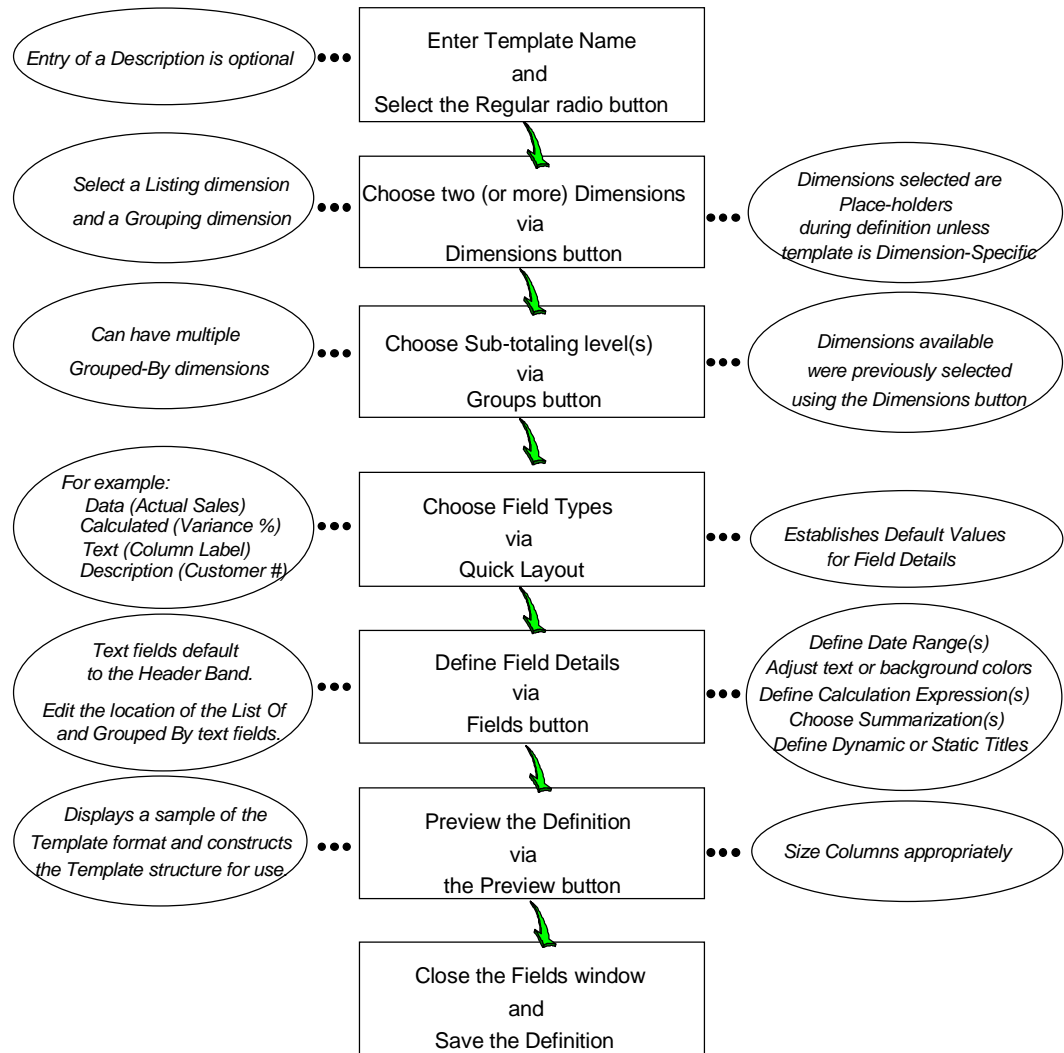 Enter Template Name
and
Select the Regular radio button
Entry of a Description is optional
Choose two (or more) Dimensions
via
Dimensions button
Select a Listing dimension
and a Grouping dimension
Dimensions selected are
Place-holders
during definition unless
template is Dimension-Specific
Choose Sub-totaling level(s)
via
Groups button
Can have multiple
Grouped-By dimensions
Dimensions available
were previously selected
using the Dimensions button
Choose Field Types
via
Quick Layout
For example:
Data (Actual Sales)
Calculated (Variance %)
Text (Column Label)
Description (Customer #)
Establishes Default Values
for Field Details
Define Field Details
via
Fields button
Text fields default
to the Header Band.
Edit the location of the List Of
and Grouped By text fields.
Define Date Range(s)
Adjust text or background colors
Define Calculation Expression(s)
Choose Summarization(s)
Define Dynamic or Static Titles
Preview the Definition
via
the Preview button
Displays a sample of the
Template format and constructs
the Template structure for use
Size Columns appropriately
Close the Fields window
and
Save the Definition